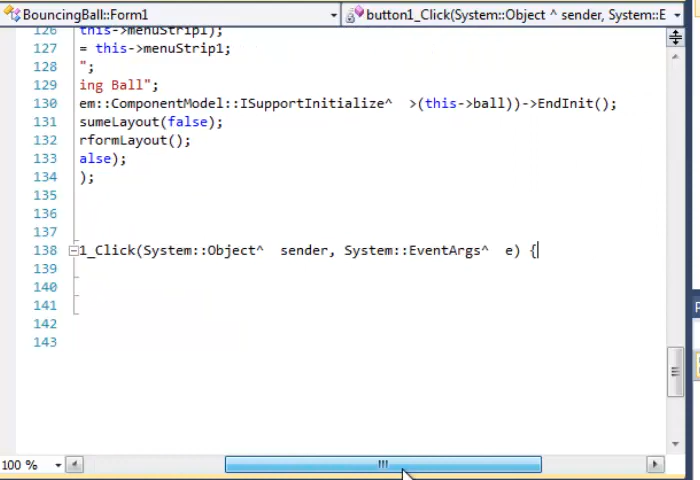 BouncingBall::Form1 button1_Click(System::Object ^ sender, System::E
126 this->menuStrip1);
127 = this->menuStrip1;
128 ";
129 ing Ball";
130 em::ComponentModel::ISupportInitialize^ >(this->ball))->EndInit();
131 sumeLayout(false);
132 rformLayout();
133 alse);
134 );
135
136
137
138 1_Click(System::Object^ sender, System::EventArgs^ e) {
139
140
141
142
143
100 %